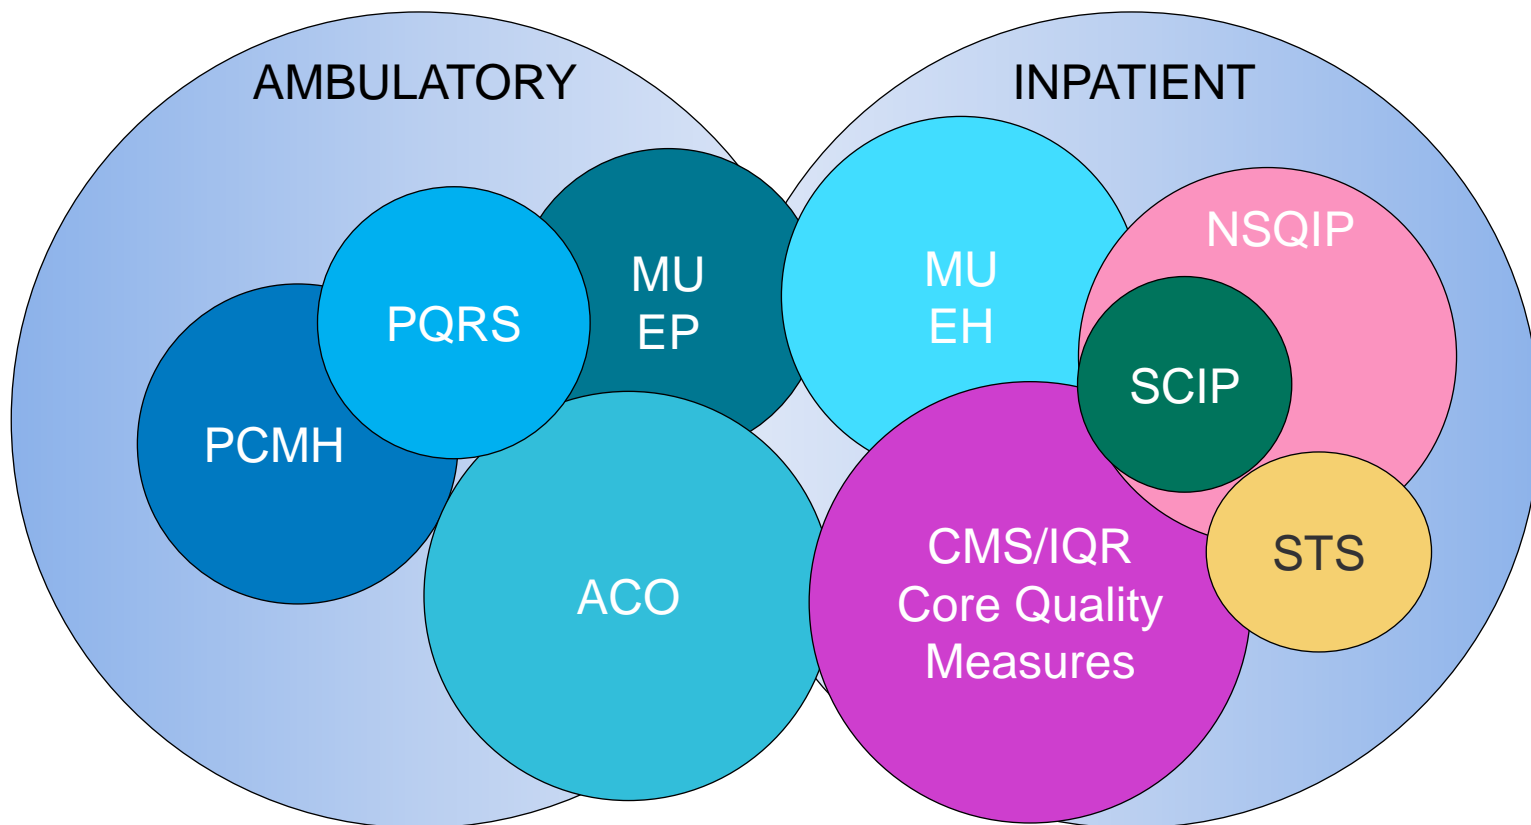 AMBULATORY
INPATIENT
MU
EP
PQRS
PCMH
ACO
MU
EH
NSQIP
SCIP
STS
CMS/IQR
Core Quality
Measures